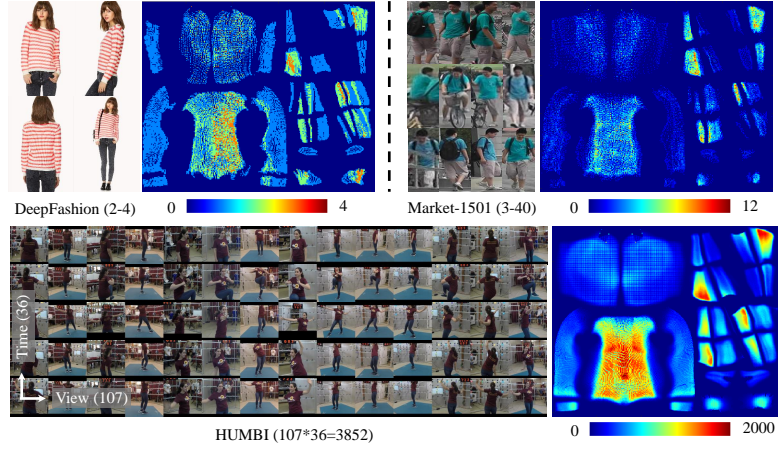 DeepFashion (2-4)
0
4
Market-1501 (3-40)
0
12
Time (36)
View (107)
HUMBI (107*36=3852)
0
2000